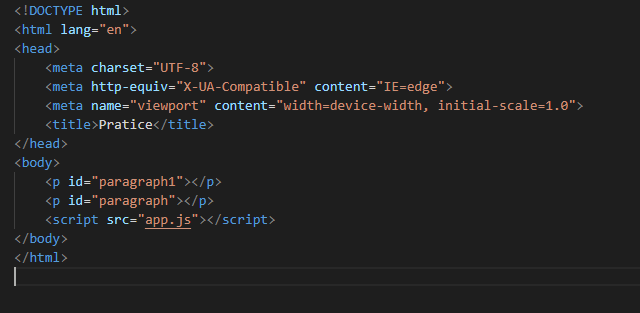 <!DOCTYPE html>
<html lang="en">
<head>
    <meta charset="UTF-8">
    <meta http-equiv="X-UA-Compatible" content="IE=edge">
    <meta name="viewport" content="width=device-width, initial-scale=1.0">
    <title>Pratice</title>
</head>
<body>
    <p id="paragraph1"></p>
    <p id="paragraph"></p>
    <script src="app.js"></script>
</body>
</html>